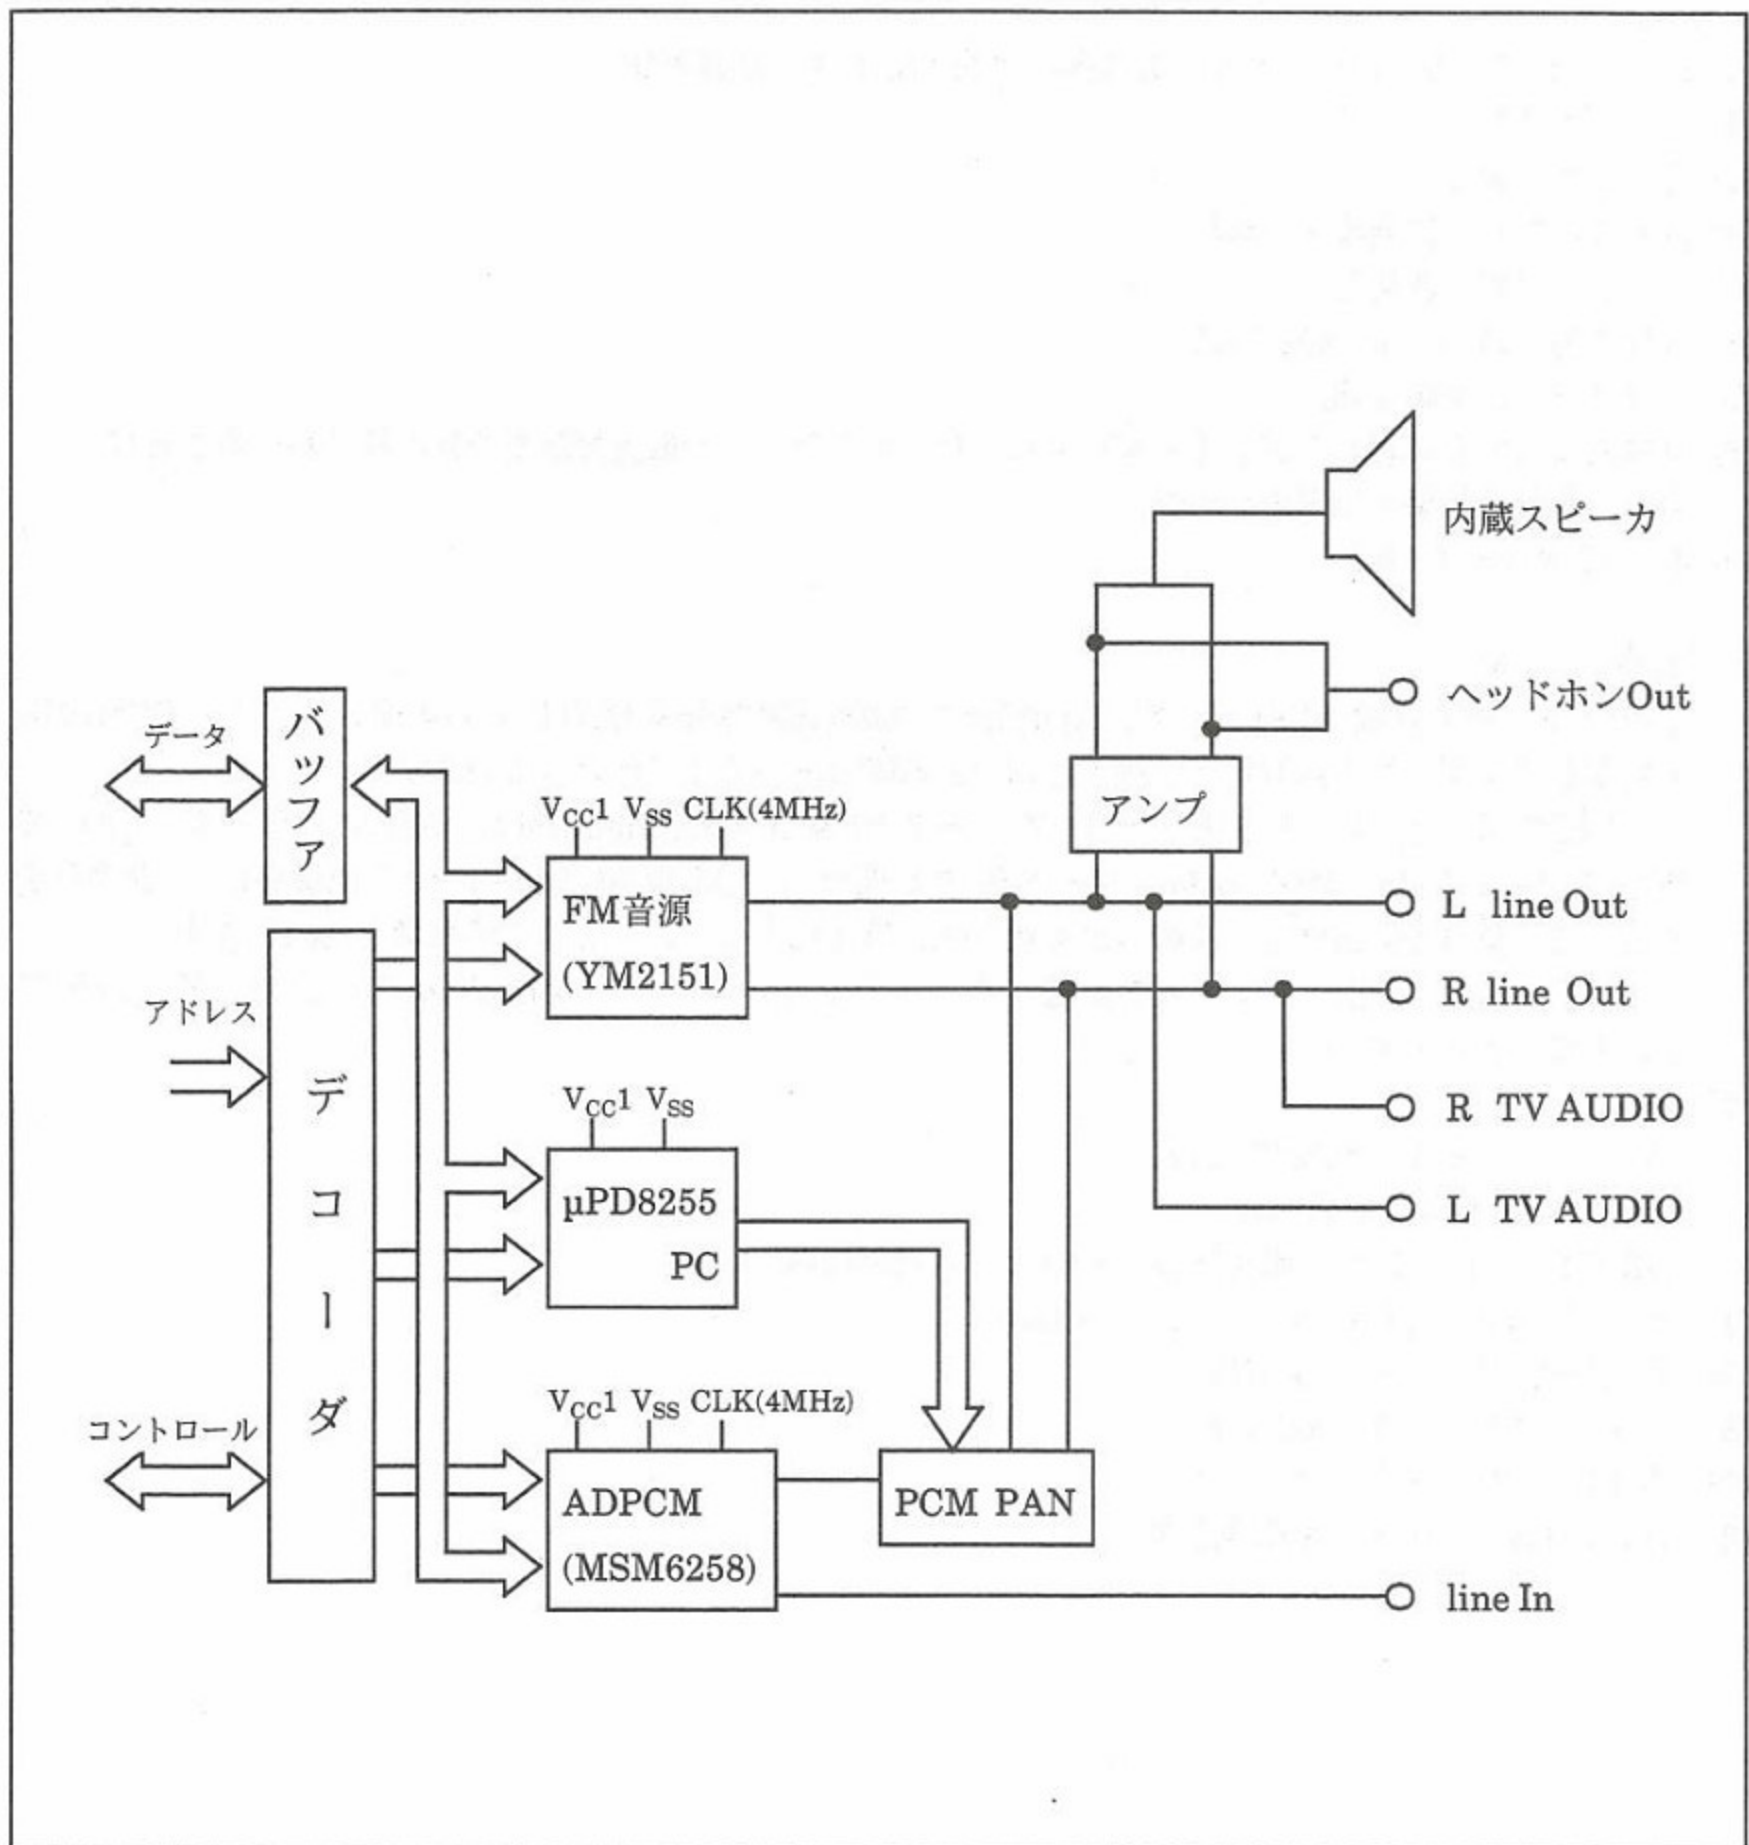 内蔵スピーカ
ヘッドホンOut
データ
バッファ
VCC1 VSS CLK(4MHz)
アンプ
FM音源
(YM2151)
L line Out
R line Out
アドレス
デコーダ
VCC1 VSS
μPD8255
PC
R TV AUDIO
L TV AUDIO
コントロール
VCC1 VSS CLK(4MHz)
ADPCM
(MSM6258)
PCM PAN
line In